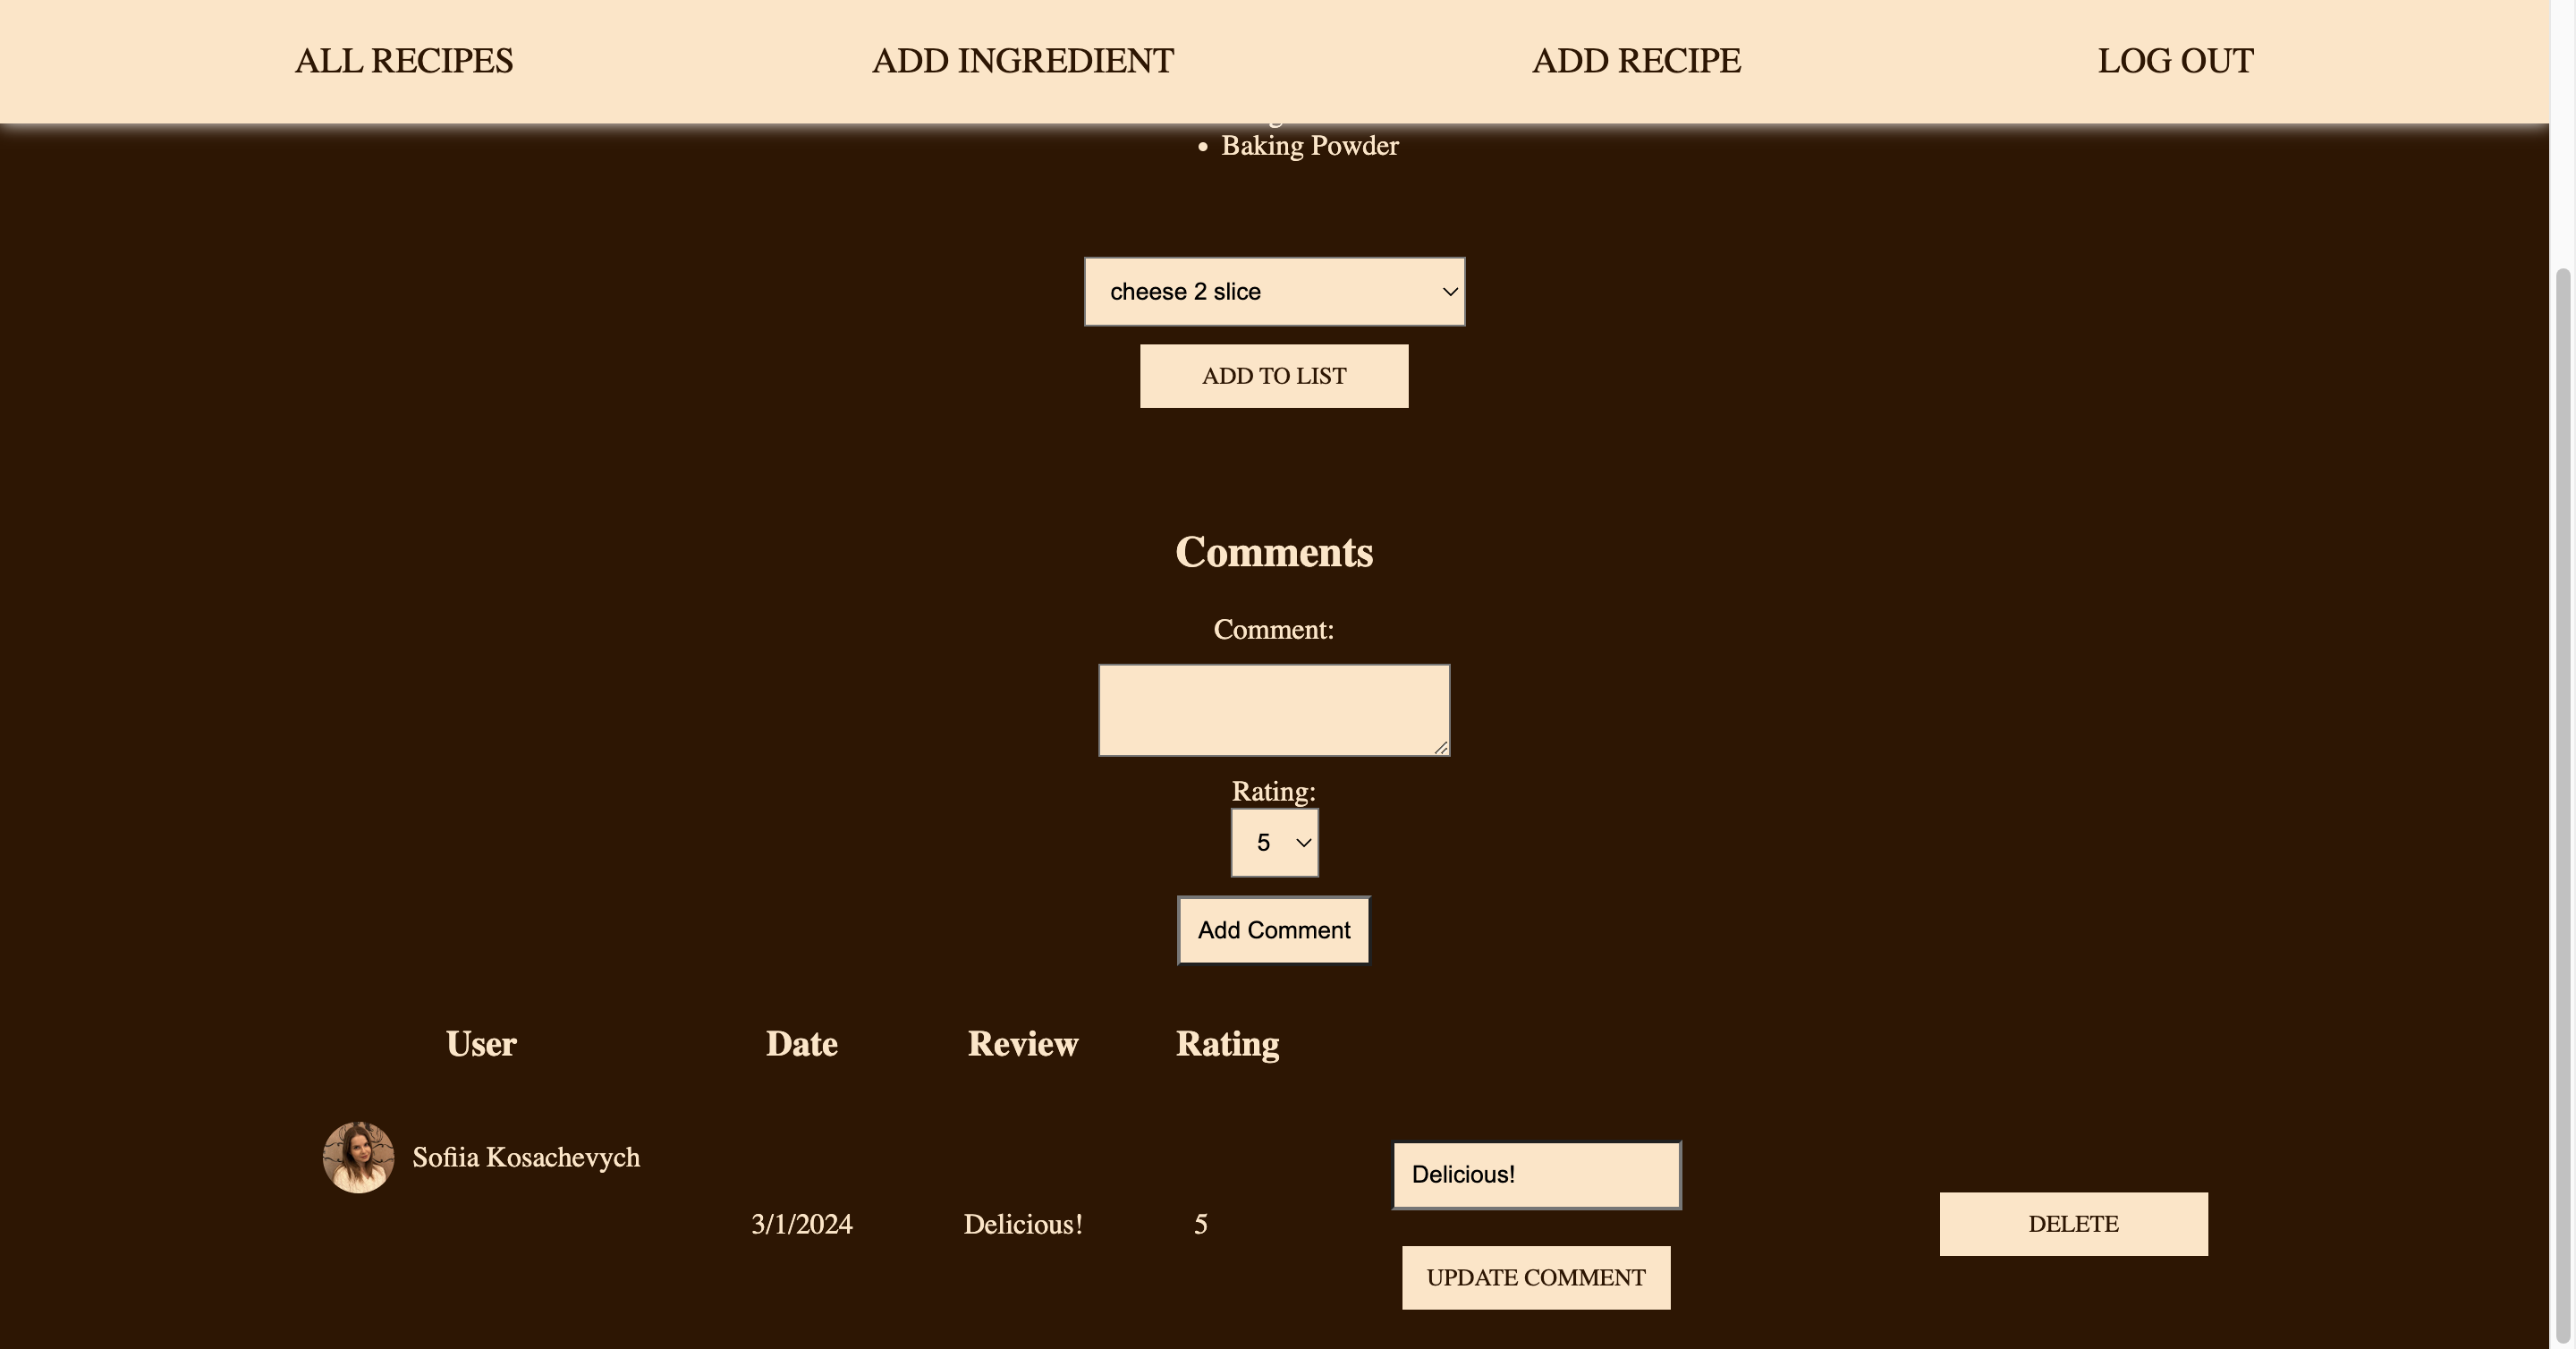 ALL RECIPES ADD INGREDIENT ADD RECIPE LOG OUT
Baking Powder
cheese 2 slice
ADD TO LIST
Comments
Comment:
Rating:
5
Add Comment
User Date Review Rating
Sofiia Kosachevych
3/1/2024 Delicious! 5
Delicious!
UPDATE COMMENT
DELETE